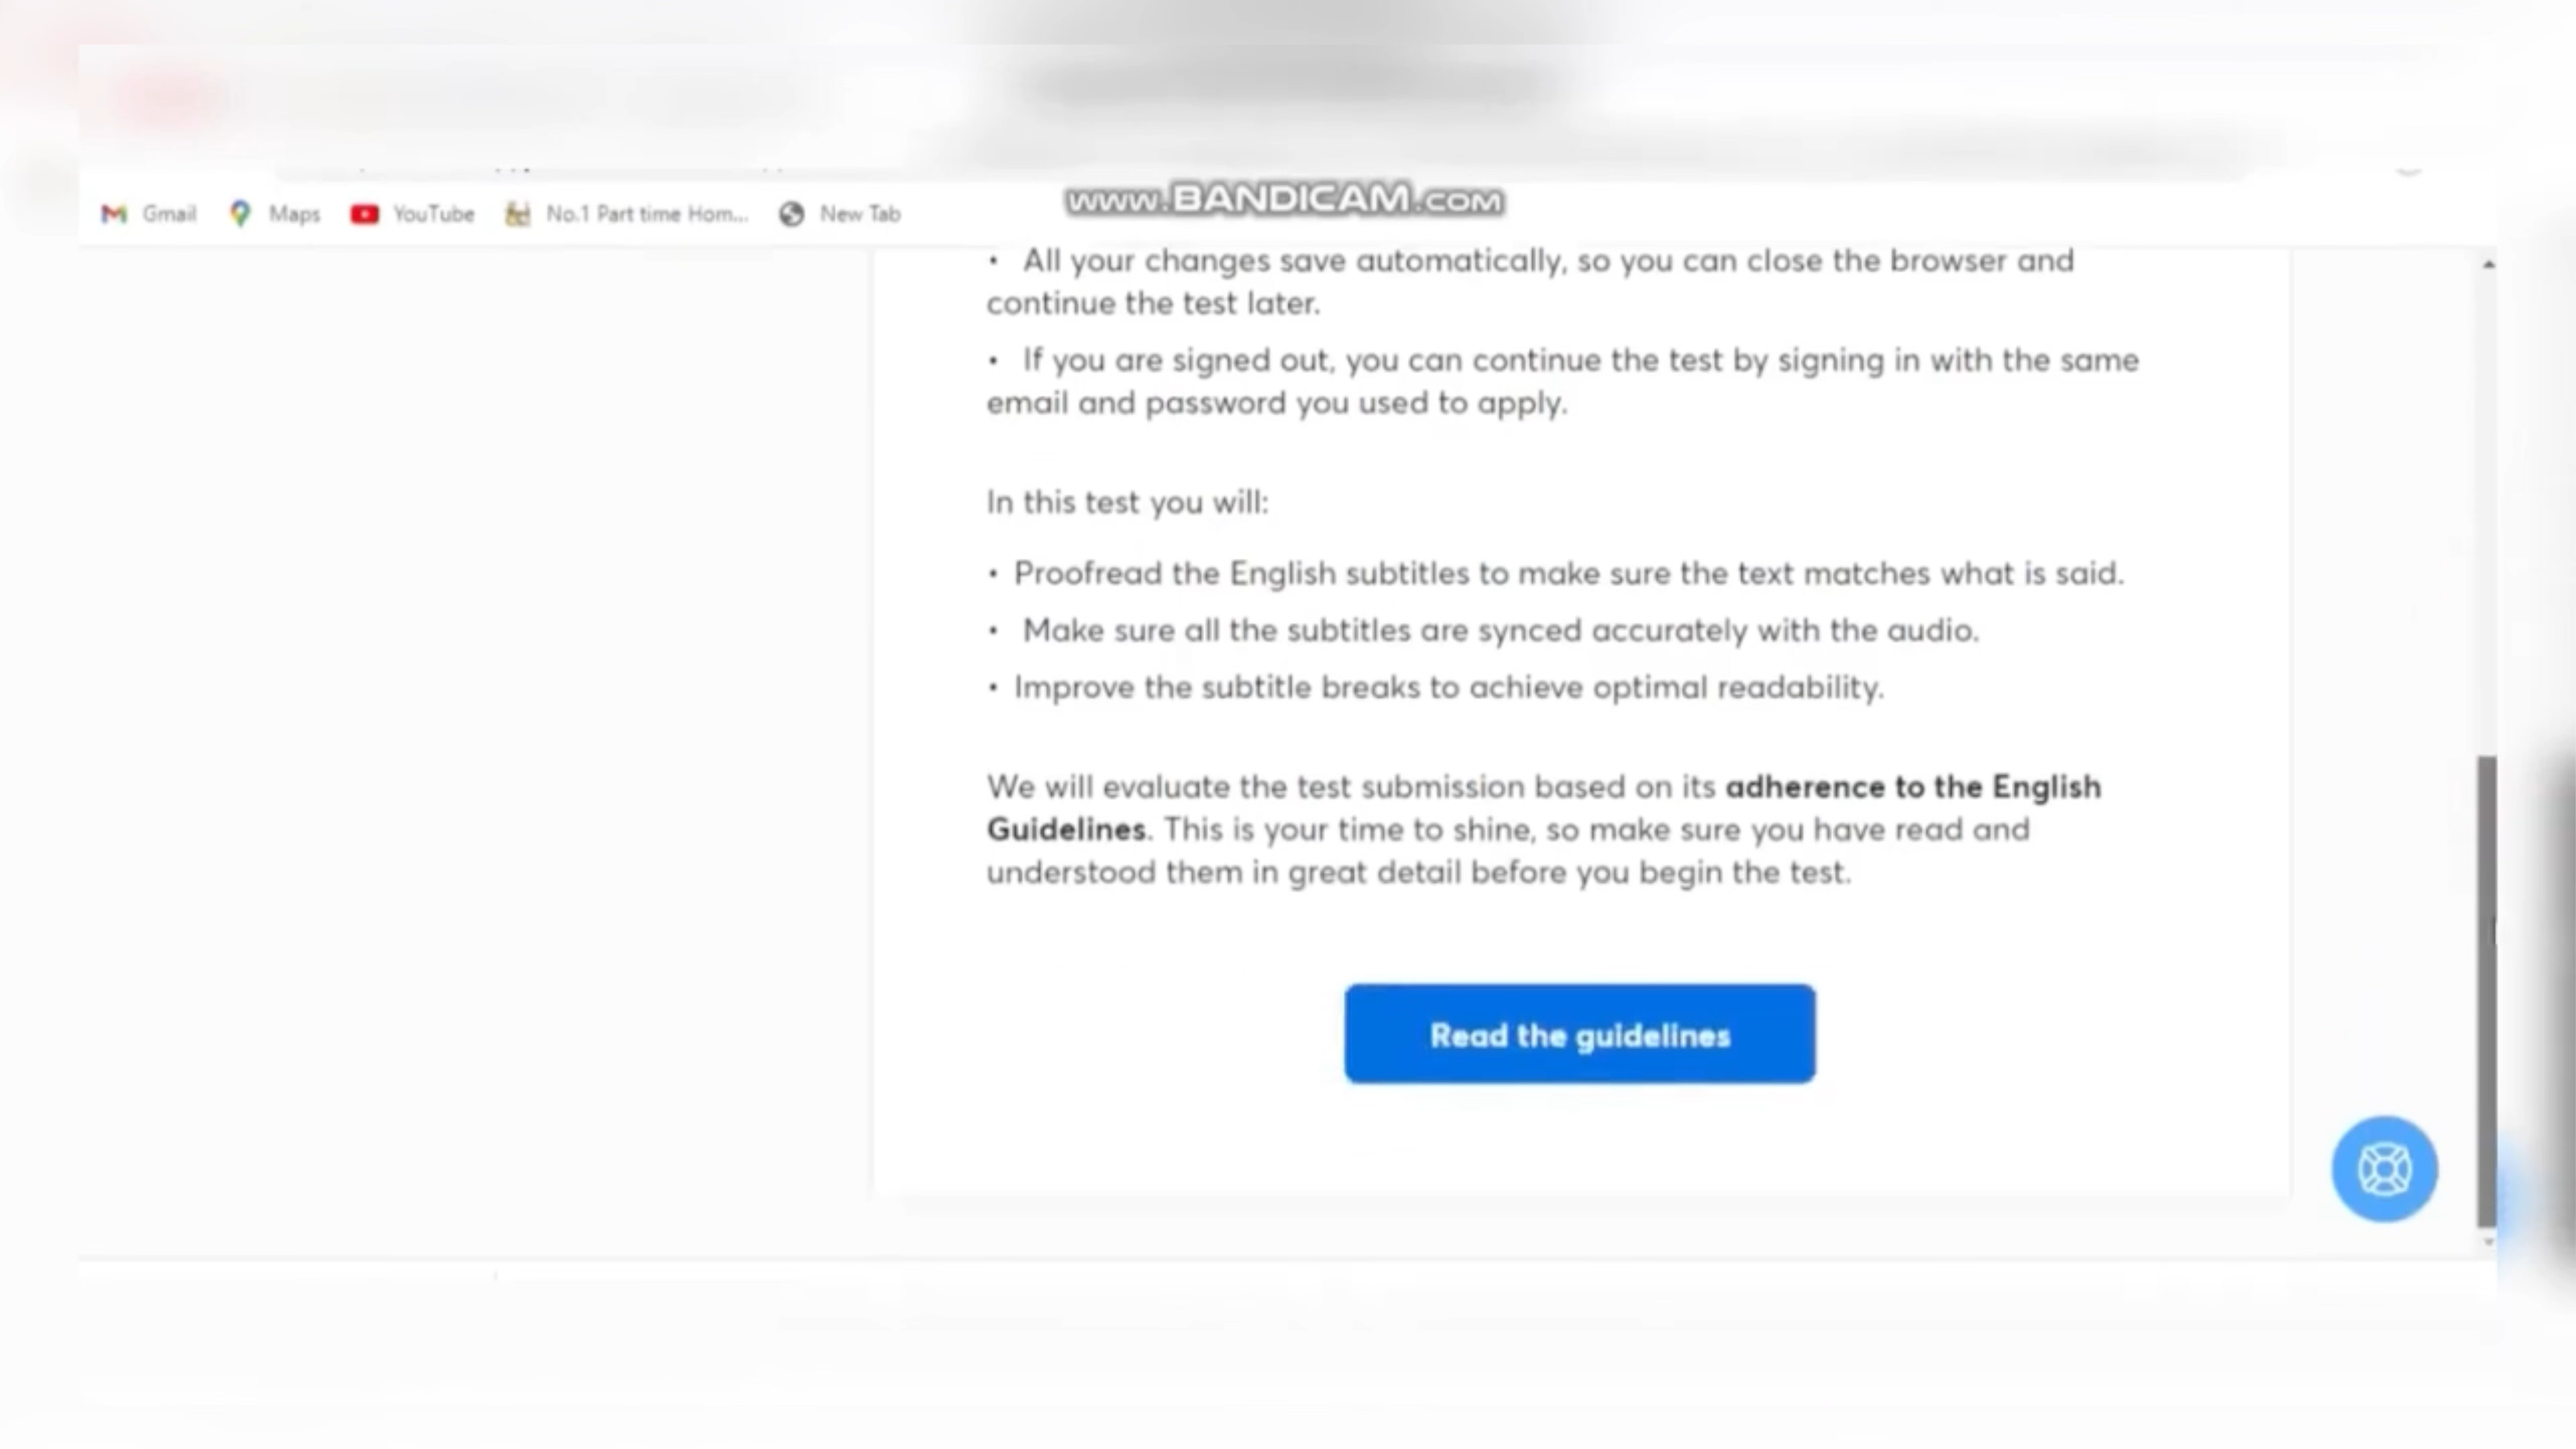 www.BANDICAM.COM
Gmail Maps YouTube No.1 Part time Hom... New Tab
• All your changes save automatically, so you can close the browser and
continue the test later.
• If you are signed out, you can continue the test by signing in with the same
email and password you used to apply.
In this test you will:
• Proofread the English subtitles to make sure the text matches what is said.
• Make sure all the subtitles are synced accurately with the audio.
• Improve the subtitle breaks to achieve optimal readability.
We will evaluate the test submission based on its adherence to the English
Guidelines. This is your time to shine, so make sure you have read and
understood them in great detail before you begin the test.
Read the guidelines